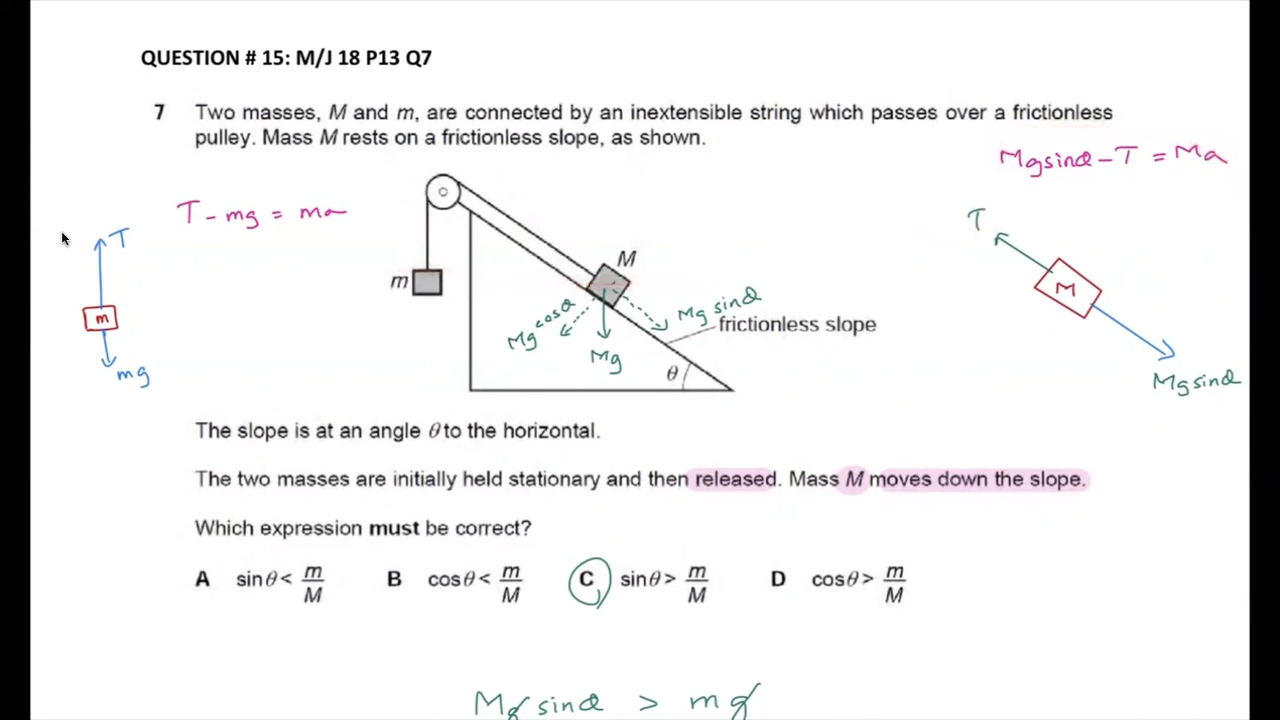 QUESTION # 15: M/J 18 P13 Q7
7 Two masses, M and m, are connected by an inextensible string which passes over a frictionless
pulley. Mass M rests on a frictionless slope, as shown.
Mg sinθ – T = Ma
T - mg = ma
T
mg
m
m
M
Mg cosθ
Mg
Mg sinθ
frictionless slope
θ
T
M
Mg sinθ
The slope is at an angle θ to the horizontal.
The two masses are initially held stationary and then released. Mass M moves down the slope.
Which expression must be correct?
A sinθ < m/M B cosθ < m/M C sinθ > m/M D cosθ > m/M
Mg sinθ > mg